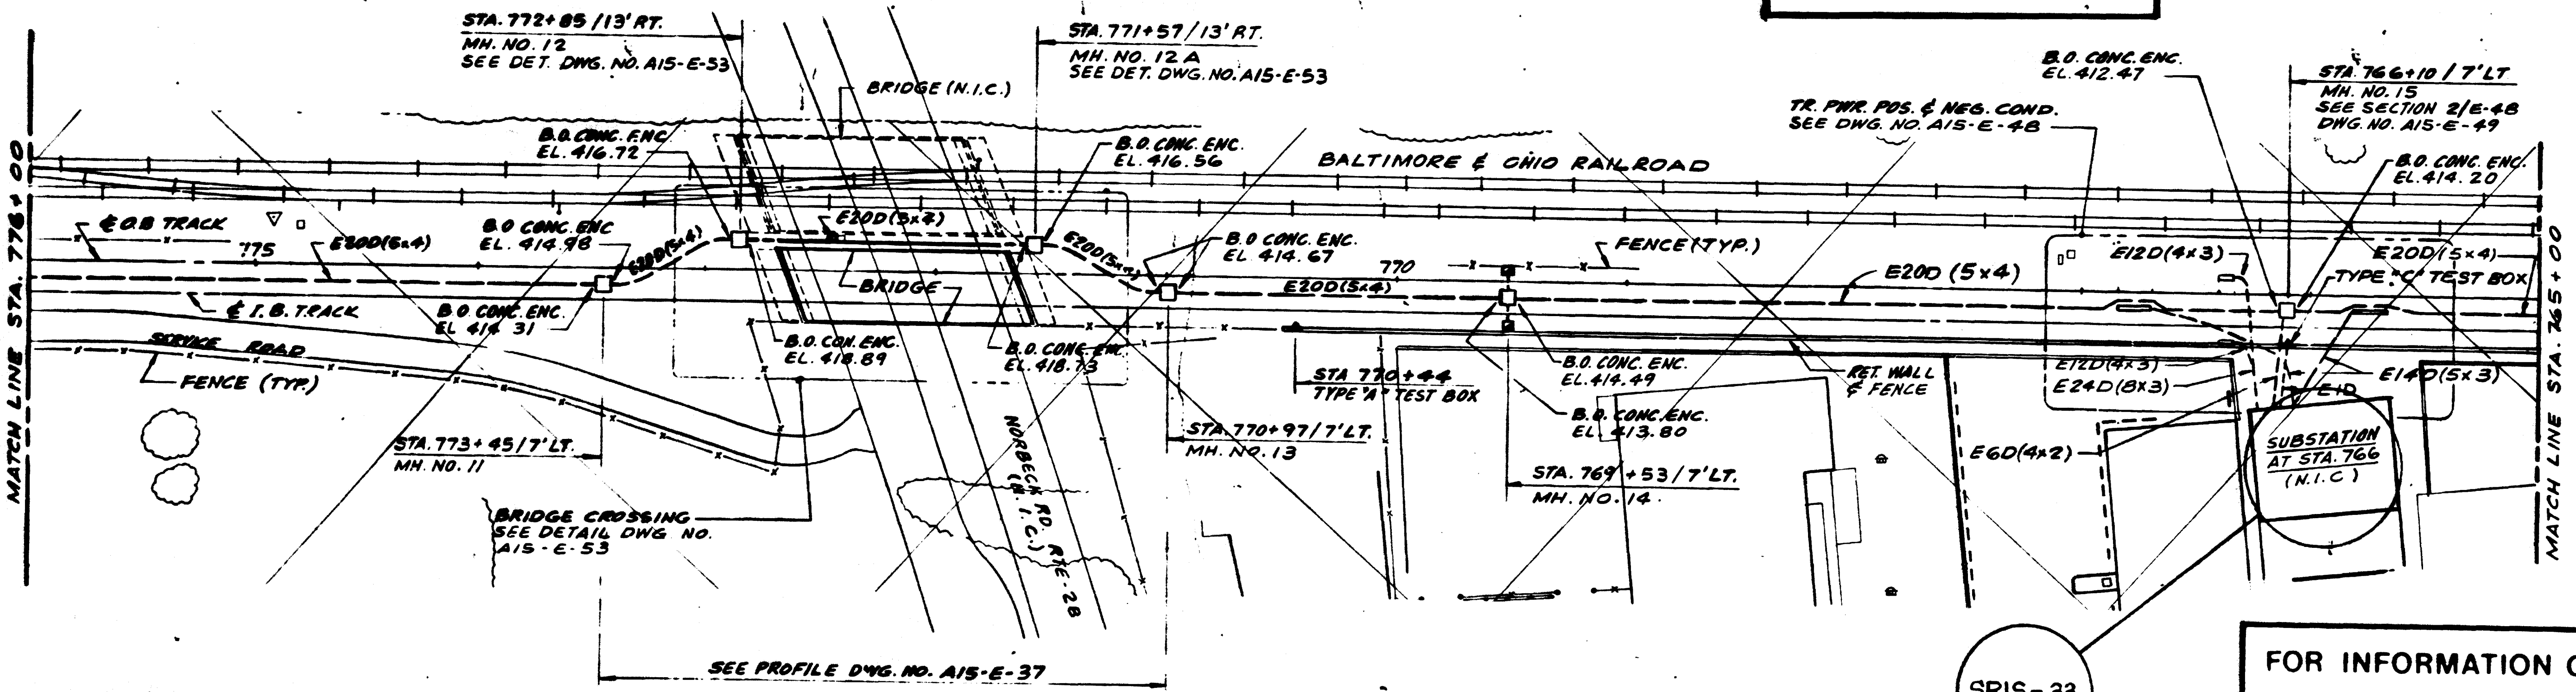 STA. 772+85/13' RT.
MH. NO. 12
SEE DET. DWG. NO. A15-E-53
STA. 771+57/13' RT.
MH. NO. 12A
SEE DET. DWG. NO. A15-E-53
BRIDGE (N.I.C.)
B.O. CONC. ENC.
EL. 412.47
STA. 766+10 / 7' LT
MH. NO. 15
SEE SECTION 2/E-48
DWG. NO. A15-E-49
TR. PWR. POS. & NEG. COND.
SEE DWG. NO. A15-E-48
B.O. CONC. ENC
EL. 416.72
B.O. CONC. ENC.
EL. 416.56
BALTIMORE & OHIO RAILROAD
B.O. CONC. ENC.
EL. 414.20
MATCH LINE STA. 778+00
℄ O.B TRACK
775
E20D(5x4)
B.O CONC. ENC
EL. 414.98
E20D(5x4)
E20D(5x4)
E20D(5x4)
B.O CONC. ENC.
EL. 414.67
FENCE (TYP.)
770
E20D(5x4)
E20D (5x4)
E12D(4x3)
E20D(5x4)
TYPE "C" TEST BOX
MATCH LINE STA. 765+00
BRIDGE
℄ I.B. TRACK
B.O. CONC. ENC.
EL. 414.31
SERVICE ROAD
FENCE (TYP.)
B.O. CON. ENC.
EL. 418.89
B.O. CONC. ENC.
EL. 418.73
STA 770+44
TYPE "A" TEST BOX
B.O. CONC. ENC.
EL. 414.49
RET. WALL
& FENCE
E12D(4x3)
E24D(8x3)
E14D(5x3)
E1D
B.O. CONC. ENC.
EL. 413.80
STA. 773+45/7' LT.
MH. NO. 11
STA. 770+97/7' LT.
MH. NO. 13
STA. 769+53/7' LT.
MH. NO. 14
E6D(4x2)
SUBSTATION
AT STA. 766
(N.I.C)
NORBECK RD. RTE-28
(N.I.C.)
BRIDGE CROSSING
SEE DETAIL DWG NO.
A15-E-53
SEE PROFILE DWG. NO. A15-E-37
SRIS-33
FOR INFORMATION